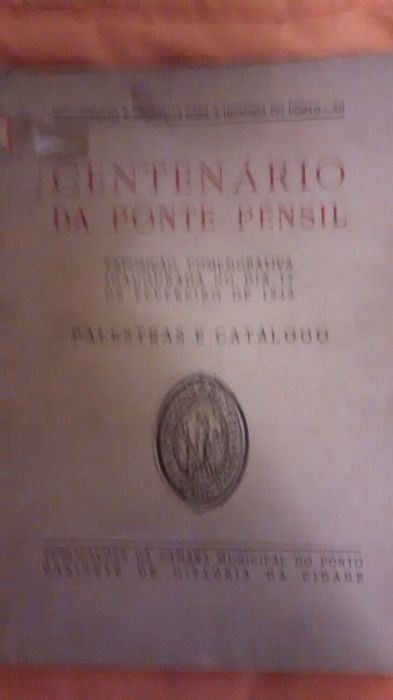 DOCUMENTOS E MEMÓRIAS PARA A HISTÓRIA DO PORTO — XII
CENTENÁRIO
DA PONTE PÊNSIL
EXPOSIÇÃO COMEMORATIVA
INAUGURADA NO DIA 17
DE FEVEREIRO DE 1943
PALESTRAS E CATÁLOGO
PUBLICAÇÕES DA CÂMARA MUNICIPAL DO PORTO
GABINETE DE HISTÓRIA DA CIDADE